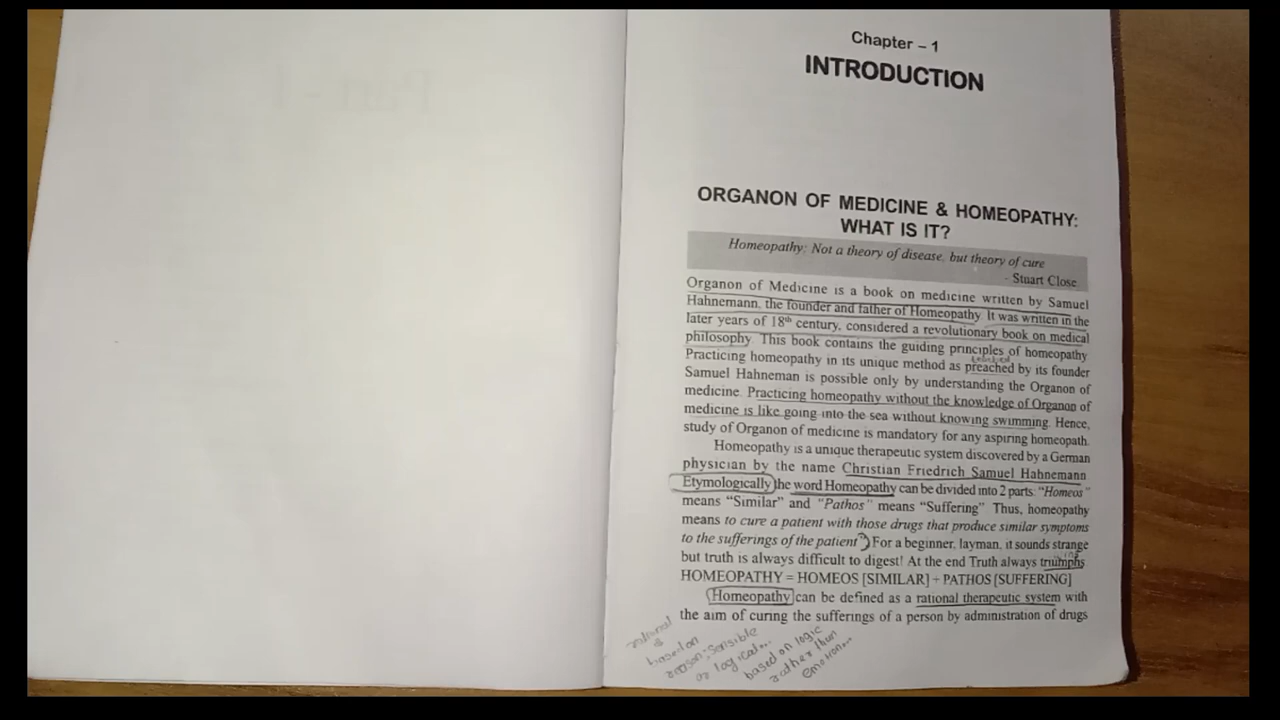 Chapter – 1
INTRODUCTION
ORGANON OF MEDICINE & HOMEOPATHY:
WHAT IS IT?
Homeopathy: Not a theory of disease, but theory of cure
- Stuart Close
Organon of Medicine is a book on medicine written by Samuel
Hahnemann, the founder and father of Homeopathy. It was written in the
later years of 18th century, considered a revolutionary book on medical
philosophy. This book contains the guiding principles of homeopathy
Practicing homeopathy in its unique method as preached by its founder
Samuel Hahneman is possible only by understanding the Organon of
medicine. Practicing homeopathy without the knowledge of Organon of
medicine is like going into the sea without knowing swimming. Hence,
study of Organon of medicine is mandatory for any aspiring homeopath.
Homeopathy is a unique therapeutic system discovered by a German
physician by the name Christian Friedrich Samuel Hahnemann
Etymologically the word Homeopathy can be divided into 2 parts. “Homeos”
means “Similar” and “Pathos” means “Suffering” Thus, homeopathy
means to cure a patient with those drugs that produce similar symptoms
to the sufferings of the patient” For a beginner, layman, it sounds strange
but truth is always difficult to digest! At the end Truth always triumphs
HOMEOPATHY = HOMEOS [SIMILAR] + PATHOS [SUFFERING]
Homeopathy can be defined as a rational therapeutic system with
the aim of curing the sufferings of a person by administration of drugs
rational
is
based on
reason, sensible
or logical...
based on logic
rather than
emotion...
Part - I